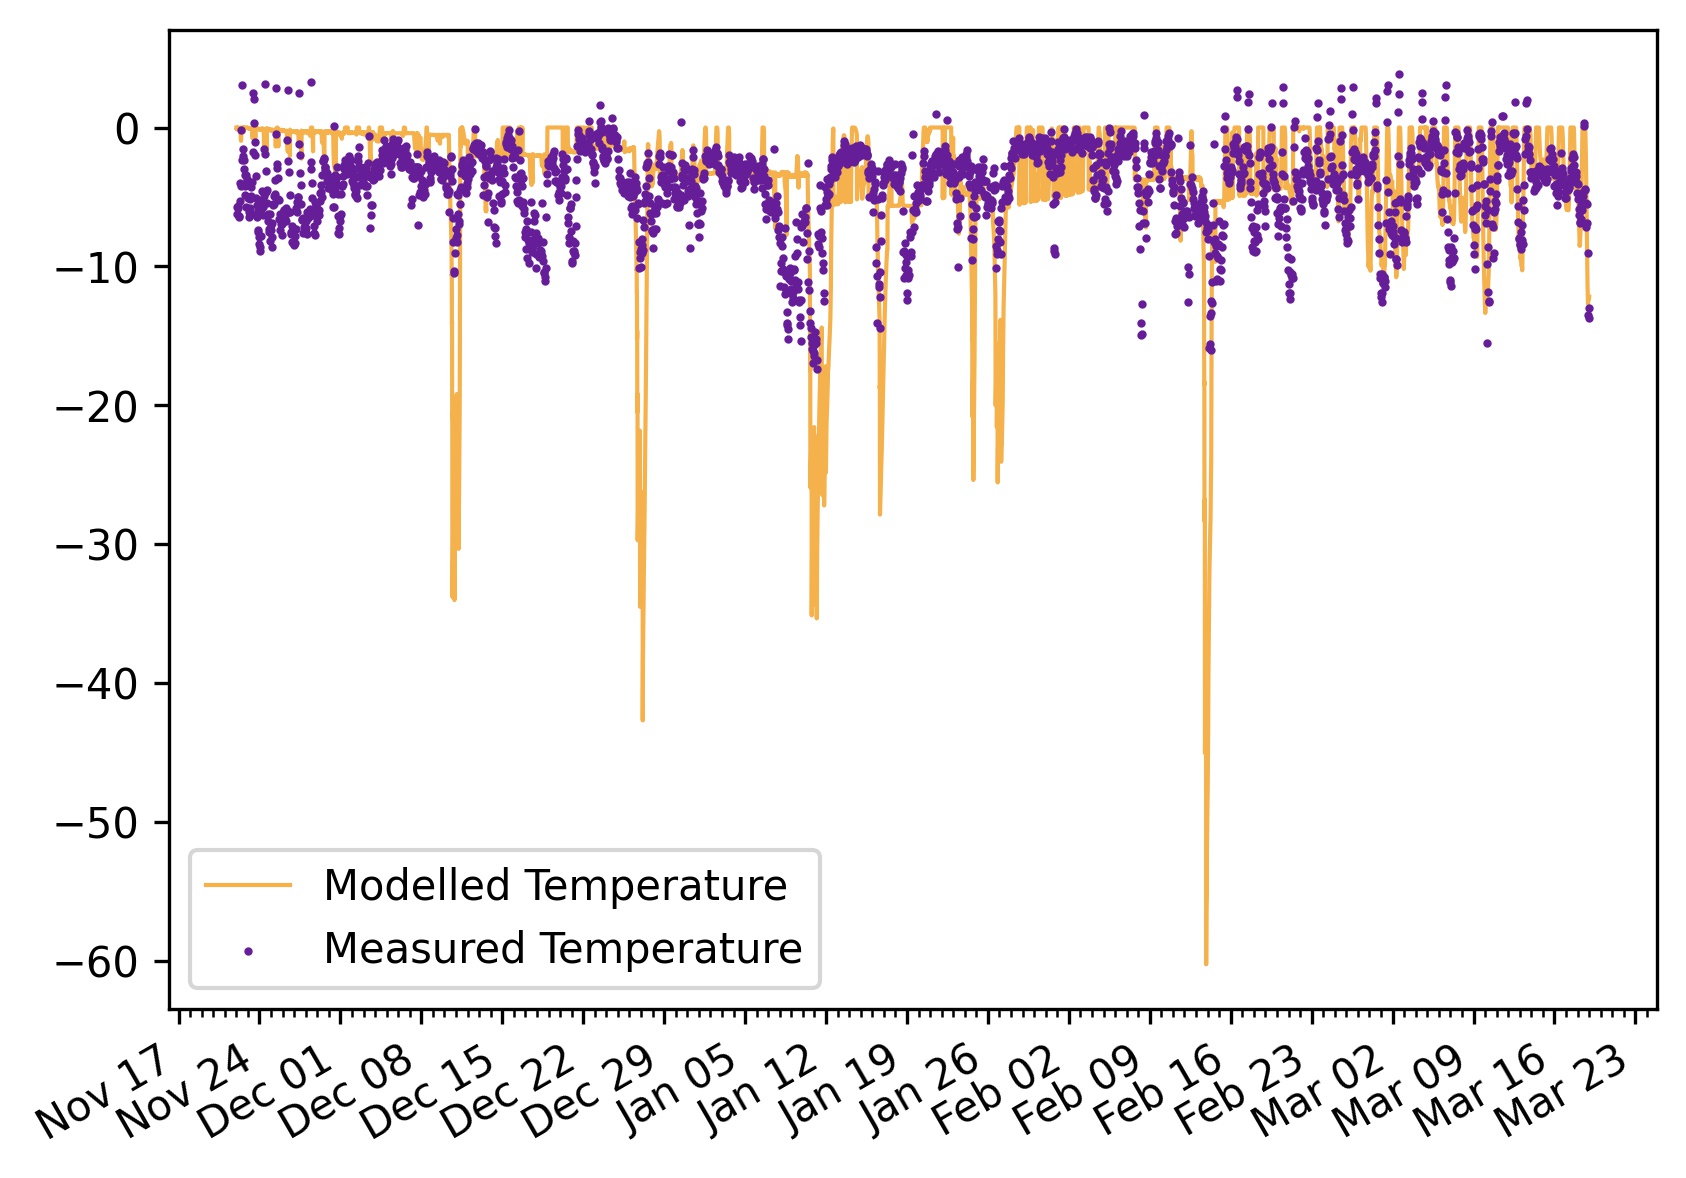 0
−10
−20
−30
−40
−50
−60
Modelled Temperature
Measured Temperature
Nov 17
Nov 24
Dec 01
Dec 08
Dec 15
Dec 22
Dec 29
Jan 05
Jan 12
Jan 19
Jan 26
Feb 02
Feb 09
Feb 16
Feb 23
Mar 02
Mar 09
Mar 16
Mar 23